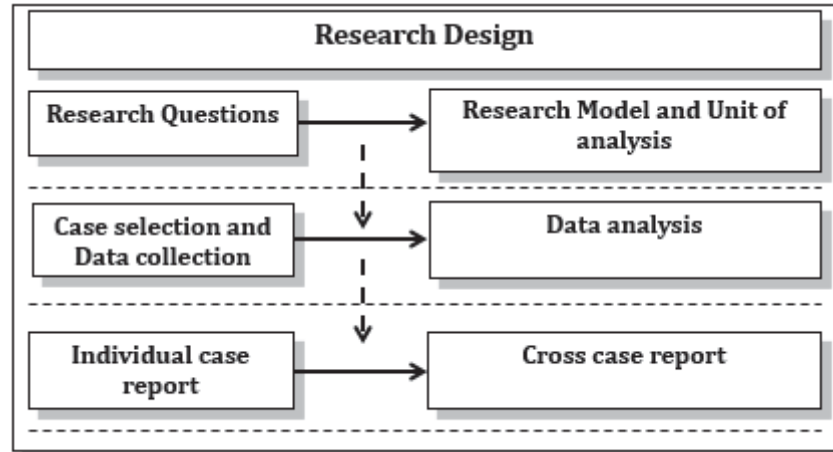 Research Design
Research Questions
Research Model and Unit of
analysis
Case selection and
Data collection
Data analysis
Individual case
report
Cross case report